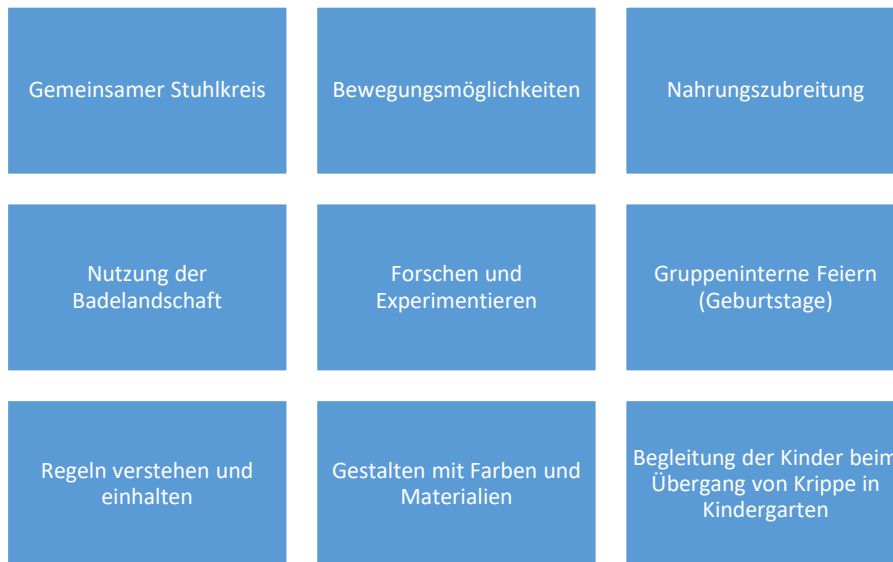 Gemeinsamer Stuhlkreis
Bewegungsmöglichkeiten
Nahrungszubreitung
Nutzung der
Badelandschaft
Forschen und
Experimentieren
Gruppeninterne Feiern
(Geburtstage)
Regeln verstehen und
einhalten
Gestalten mit Farben und
Materialien
Begleitung der Kinder beim
Übergang von Krippe in
Kindergarten